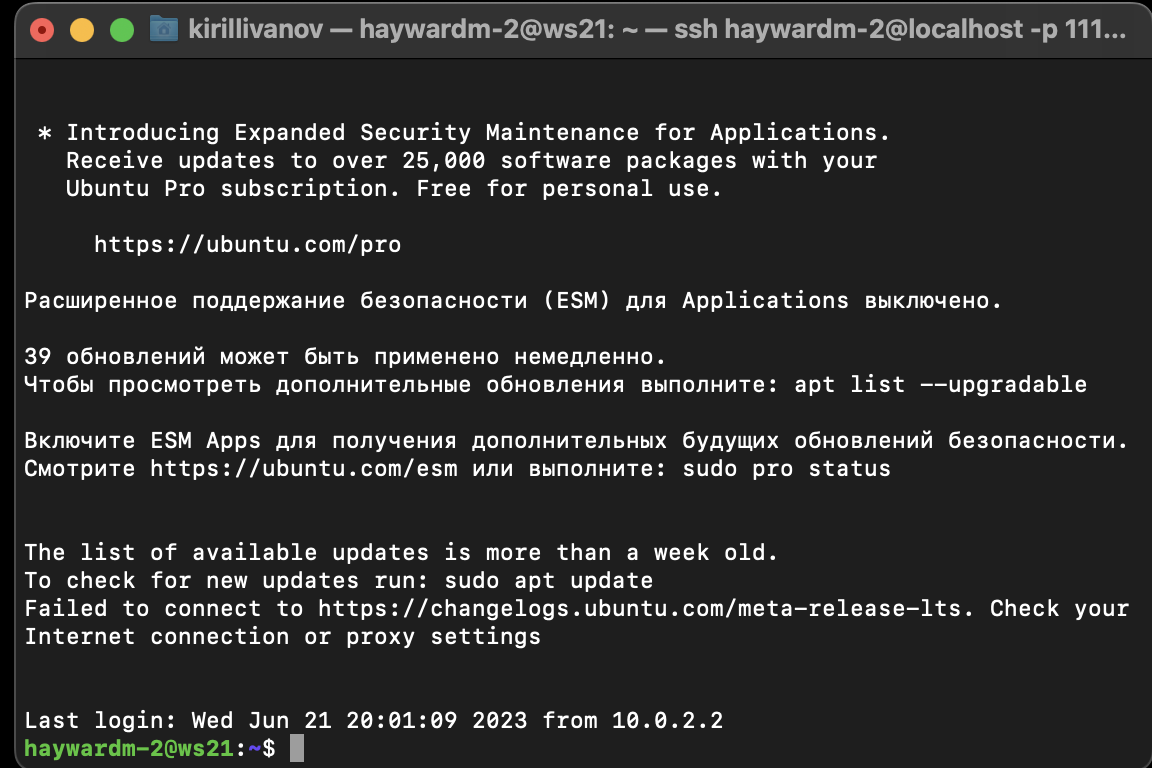 kirillivanov — haywardm-2@ws21: ~ — ssh haywardm-2@localhost -p 111...
* Introducing Expanded Security Maintenance for Applications.
Receive updates to over 25,000 software packages with your
Ubuntu Pro subscription. Free for personal use.
https://ubuntu.com/pro
Расширенное поддержание безопасности (ESM) для Applications выключено.
39 обновлений может быть применено немедленно.
Чтобы просмотреть дополнительные обновления выполните: apt list --upgradable
Включите ESM Apps для получения дополнительных будущих обновлений безопасности.
Смотрите https://ubuntu.com/esm или выполните: sudo pro status
The list of available updates is more than a week old.
To check for new updates run: sudo apt update
Failed to connect to https://changelogs.ubuntu.com/meta-release-lts. Check your
Internet connection or proxy settings
Last login: Wed Jun 21 20:01:09 2023 from 10.0.2.2
haywardm-2@ws21:~$